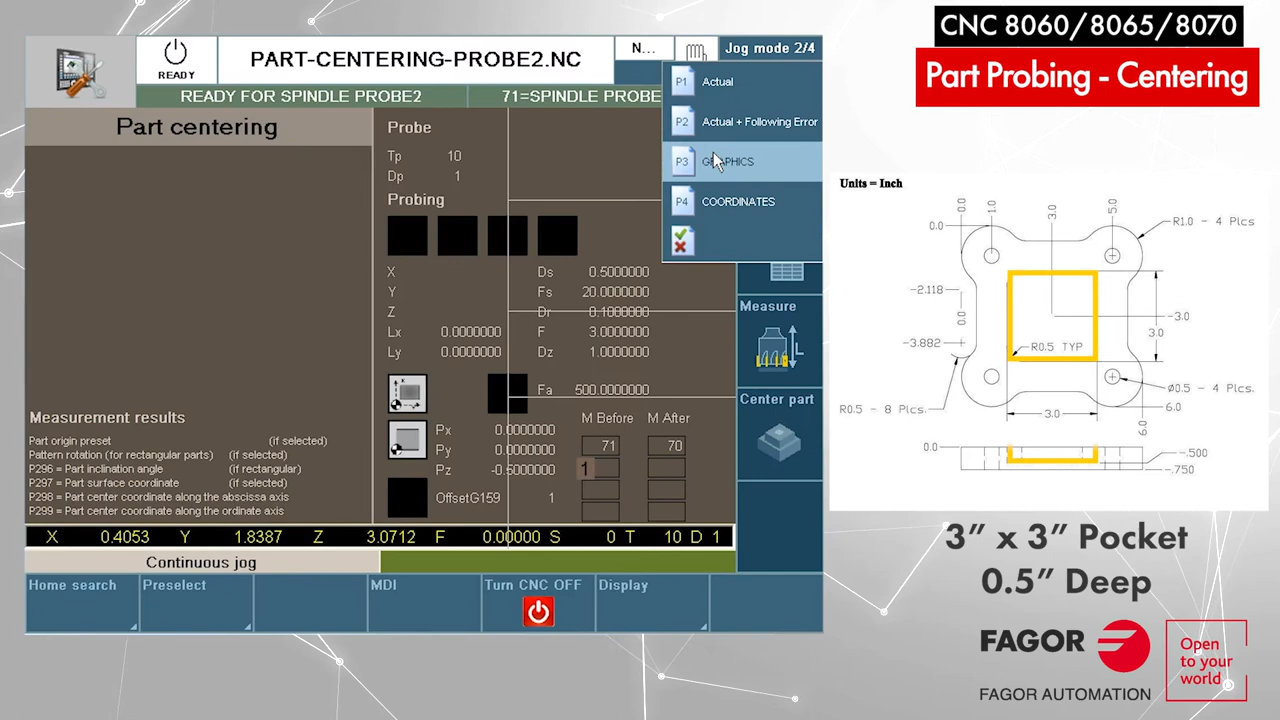 READY
PART-CENTERING-PROBE2.NC
N...
Jog mode 2/4
READY FOR SPINDLE PROBE2
71=SPINDLE PROBE
P1 Actual
P2 Actual + Following Error
P3 GRAPHICS
P4 COORDINATES
Part centering
Probe
Tp 10
Dp 1
Probing
X
Y
Z
Lx 0.0000000
Ly 0.0000000
Ds 0.5000000
Fs 20.0000000
Dr 0.1000000
F 3.0000000
Dz 1.0000000
Fa 500.0000000
Px 0.0000000
Py 0.0000000
Pz -0.5000000
OffsetG159 1
M Before
M After
71
70
1
Measurement results
Part origin preset (if selected)
Pattern rotation (for rectangular parts) (if selected)
P296 = Part inclination angle (if rectangular)
P297 = Part surface coordinate (if selected)
P298 = Part center coordinate along the abscissa axis
P299 = Part center coordinate along the ordinate axis
Measure
L
Center part
X 0.4053 Y 1.8387 Z 3.0712 F 0.00000 S 0 T 10 D 1
Continuous jog
Home search
Preselect
MDI
Turn CNC OFF
Display
CNC 8060/8065/8070
Part Probing - Centering
Units = Inch
0.0
1.0
3.0
5.0
R1.0 - 4 Plcs
0.0
-2.118
0.0
-3.0
3.0
-3.882
R0.5 TYP
Ø0.5 - 4 Plcs.
R0.5 - 8 Plcs.
3.0
6.0
6.0
0.0
-.500
-.750
3" x 3" Pocket
0.5" Deep
FAGOR
FAGOR AUTOMATION
Open
to your
world